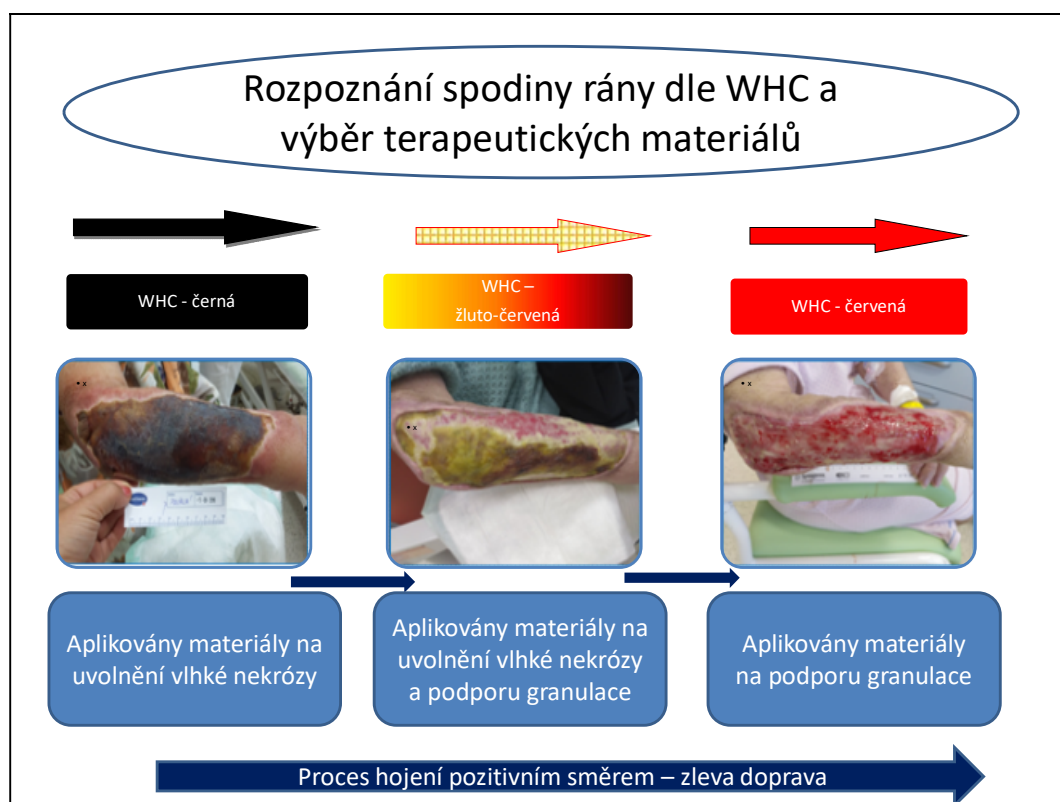 Rozpoznání spodiny rány dle WHC a
výběr terapeutických materiálů
WHC - černá
WHC –
žluto-červená
WHC - červená
• x
• x
• x
Aplikovány materiály na
uvolnění vlhké nekrózy
Aplikovány materiály na
uvolnění vlhké nekrózy
a podporu granulace
Aplikovány materiály
na podporu granulace
Proces hojení pozitivním směrem – zleva doprava